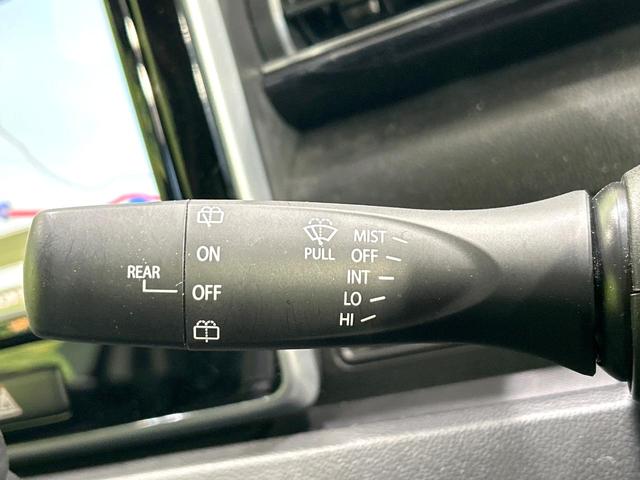 REAR
ON
OFF
PULL
MIST
OFF
INT
LO
HI